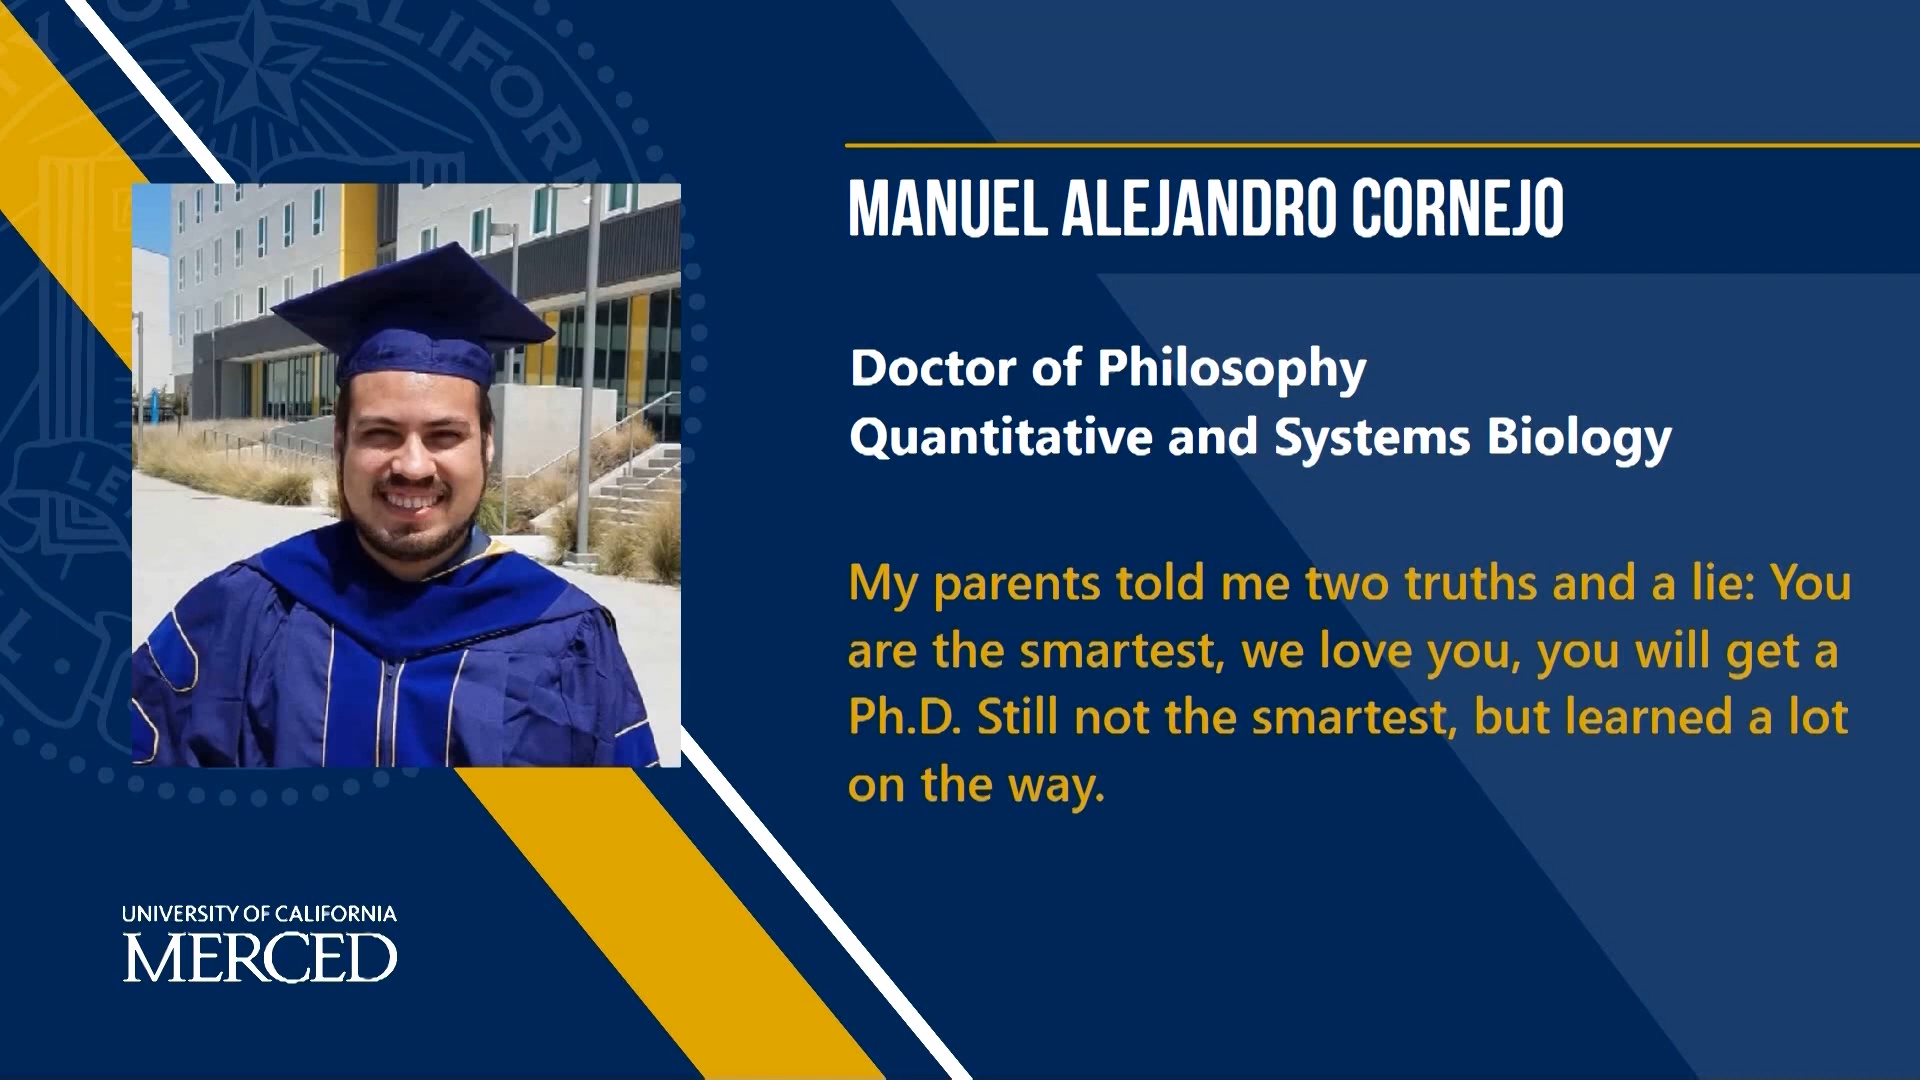 MANUEL ALEJANDRO CORNEJO
Doctor of Philosophy
Quantitative and Systems Biology
My parents told me two truths and a lie: You
are the smartest, we love you, you will get a
Ph.D. Still not the smartest, but learned a lot
on the way.
UNIVERSITY OF CALIFORNIA
MERCED